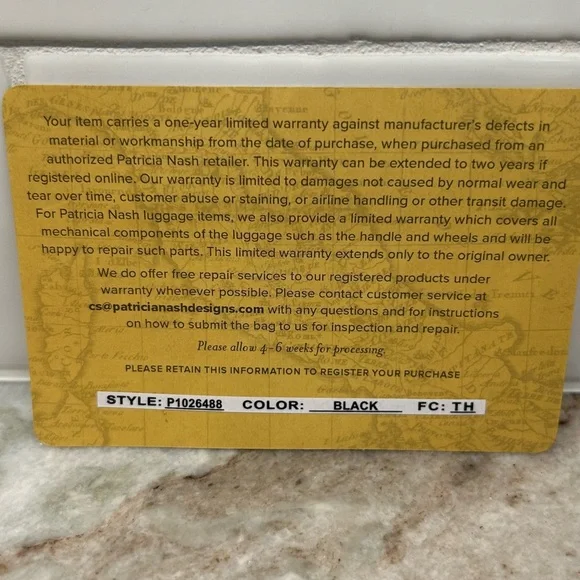 Your item carries a one-year limited warranty against manufacturer's defects in
material or workmanship from the date of purchase, when purchased from an
authorized Patricia Nash retailer. This warranty can be extended to two years if
registered online. Our warranty is limited to damages not caused by normal wear and
tear over time, customer abuse or staining, or airline handling or other transit damage.
For Patricia Nash luggage items, we also provide a limited warranty which covers all
mechanical components of the luggage such as the handle and wheels and will be
happy to repair such parts. This limited warranty extends only to the original owner.
We do offer free repair services to our registered products under
warranty whenever possible. Please contact customer service at
cs@patricianashdesigns.com with any questions and for instructions
on how to submit the bag to us for inspection and repair.
Please allow 4-6 weeks for processing.
PLEASE RETAIN THIS INFORMATION TO REGISTER YOUR PURCHASE
STYLE: P1026488 COLOR: BLACK FC: TH